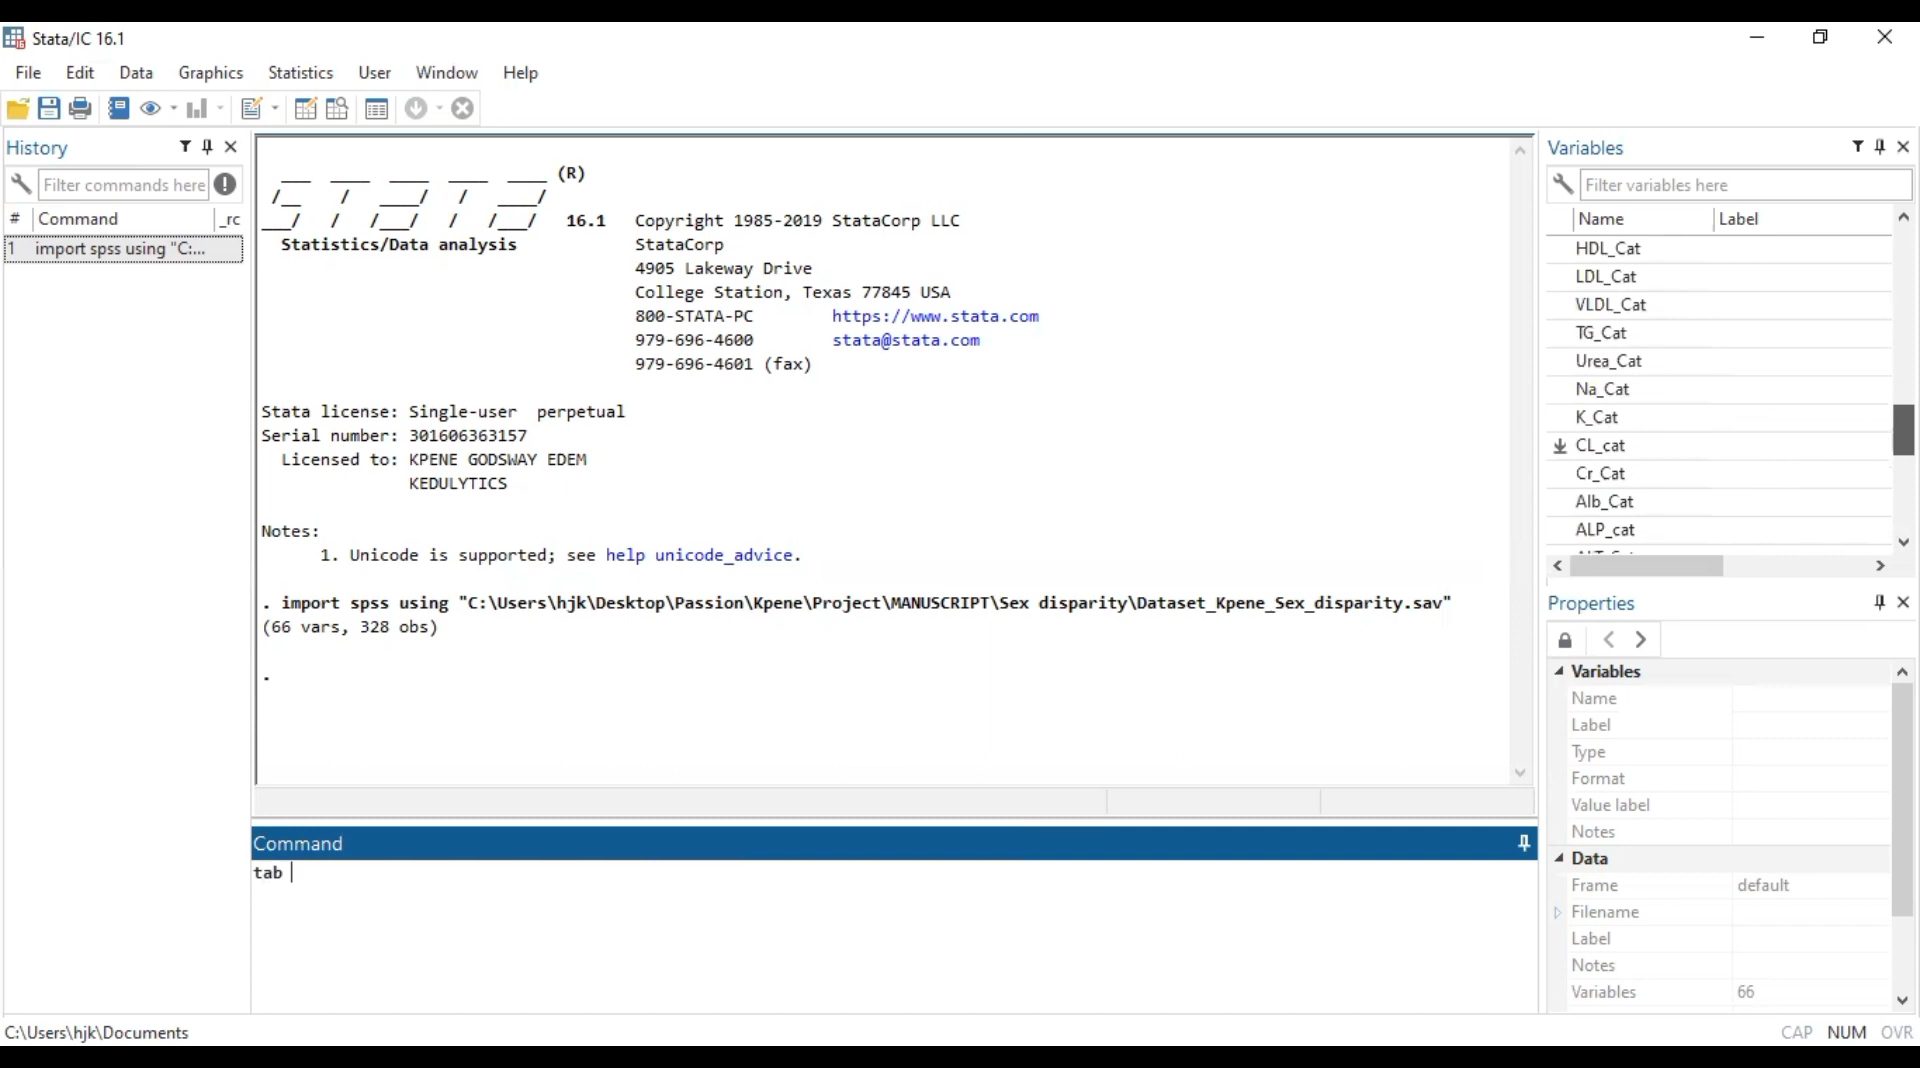 Stata/IC 16.1
File Edit Data Graphics Statistics User Window Help
History
Filter commands here
# Command _rc
1 import spss using "C:...
(R)
STATA
16.1 Copyright 1985-2019 StataCorp LLC
Statistics/Data analysis StataCorp
4905 Lakeway Drive
College Station, Texas 77845 USA
800-STATA-PC https://www.stata.com
979-696-4600 stata@stata.com
979-696-4601 (fax)
Stata license: Single-user perpetual
Serial number: 301606363157
Licensed to: KPENE GODSWAY EDEM
KEDULYTICS
Notes:
1. Unicode is supported; see help unicode_advice.
. import spss using "C:\Users\hjk\Desktop\Passion\Kpene\Project\MANUSCRIPT\Sex disparity\Dataset_Kpene_Sex_disparity.sav"
(66 vars, 328 obs)
.
Command
tab
Variables
Filter variables here
Name Label
HDL_Cat
LDL_Cat
VLDL_Cat
TG_Cat
Urea_Cat
Na_Cat
K_Cat
CL_cat
Cr_Cat
Alb_Cat
ALP_cat
Properties
Variables
Name
Label
Type
Format
Value label
Notes
Data
Frame default
Filename
Label
Notes
Variables 66
C:\Users\hjk\Documents
CAP NUM OVR